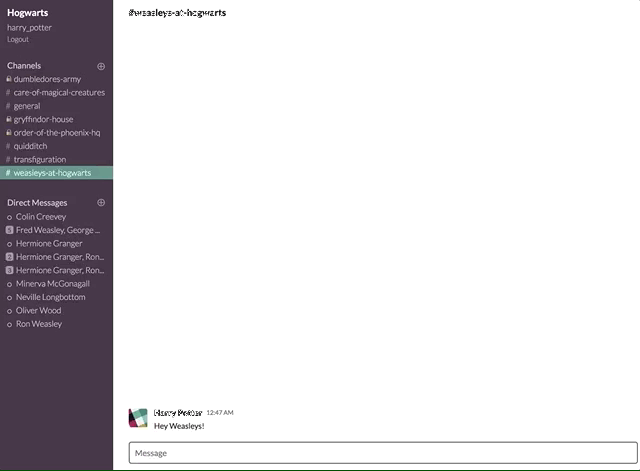 Hogwarts
harry_potter
Logout
Channels
dumbledores-army
# care-of-magical-creatures
# general
gryffindor-house
order-of-the-phoenix-hq
# quidditch
# transfiguration
# weasleys-at-hogwarts
Direct Messages
Colin Creevey
5 Fred Weasley, George ...
Hermione Granger
2 Hermione Granger, Ron...
3 Hermione Granger, Ron...
Minerva McGonagall
Neville Longbottom
Oliver Wood
Ron Weasley
#weasleys-at-hogwarts
Harry Potter 12:47 AM
Hey Weasleys!
Message